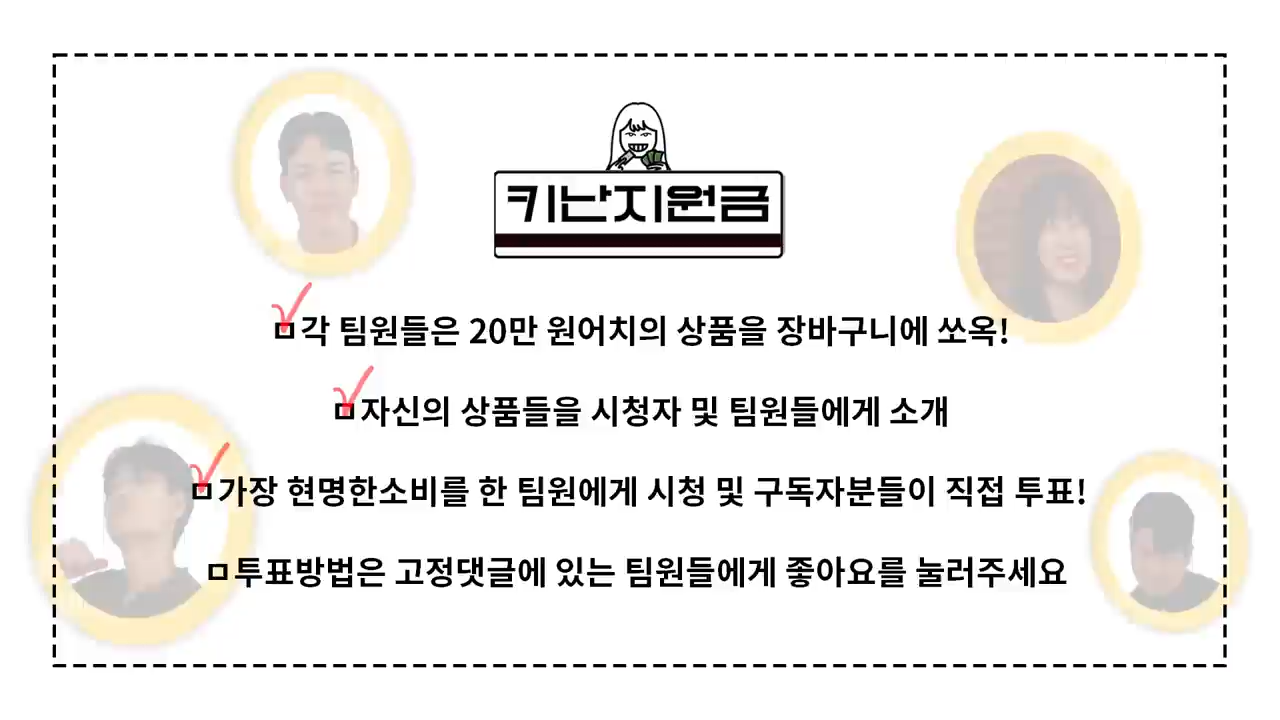 키난지원금
각 팀원들은 20만 원어치의 상품을 장바구니에 쏘옥!
자신의 상품들을 시청자 및 팀원들에게 소개
가장 현명한소비를 한 팀원에게 시청 및 구독자분들이 직접 투표!
투표방법은 고정댓글에 있는 팀원들에게 좋아요를 눌러주세요